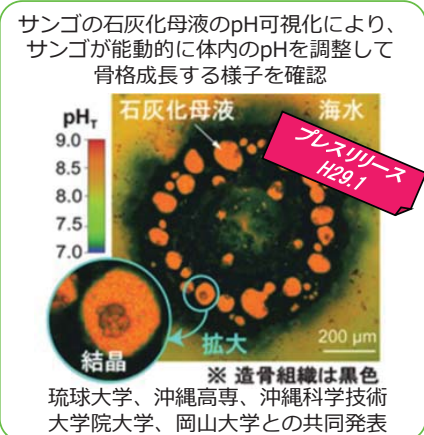 サンゴの石灰化母液のpH可視化により、
サンゴが能動的に体内のpHを調整して
骨格成長する様子を確認
pHT
石灰化母液
海水
プレスリリース
H29.1
9.0
8.5
8.0
7.5
7.0
結晶
拡大
200 μm
※ 造骨組織は黒色
琉球大学、沖縄高専、沖縄科学技術
大学院大学、岡山大学との共同発表